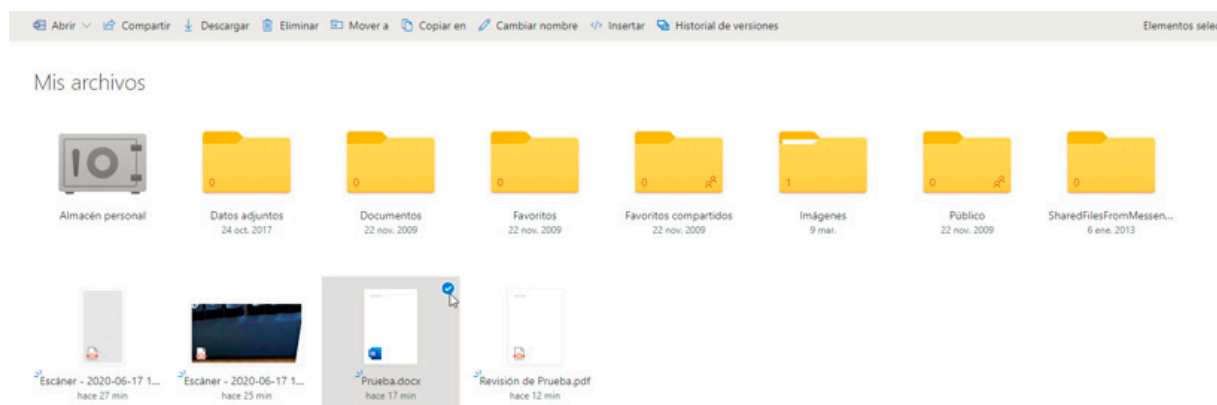 Abrir Compartir Descargar Eliminar Mover a Copiar en Cambiar nombre </> Insertar Historial de versiones Elementos selec
Mis archivos
0 0 0 0 1 0 0
Almacén personal Datos adjuntos Documentos Favoritos Favoritos compartidos Imágenes Público SharedFilesFromMessen...
24 oct. 2017 22 nov. 2009 22 nov. 2009 22 nov. 2009 9 mar. 22 nov. 2009 6 ene. 2013
Escáner - 2020-06-17 1... Escáner - 2020-06-17 1... Prueba.docx Revisión de Prueba.pdf
hace 27 min hace 25 min hace 17 min hace 12 min